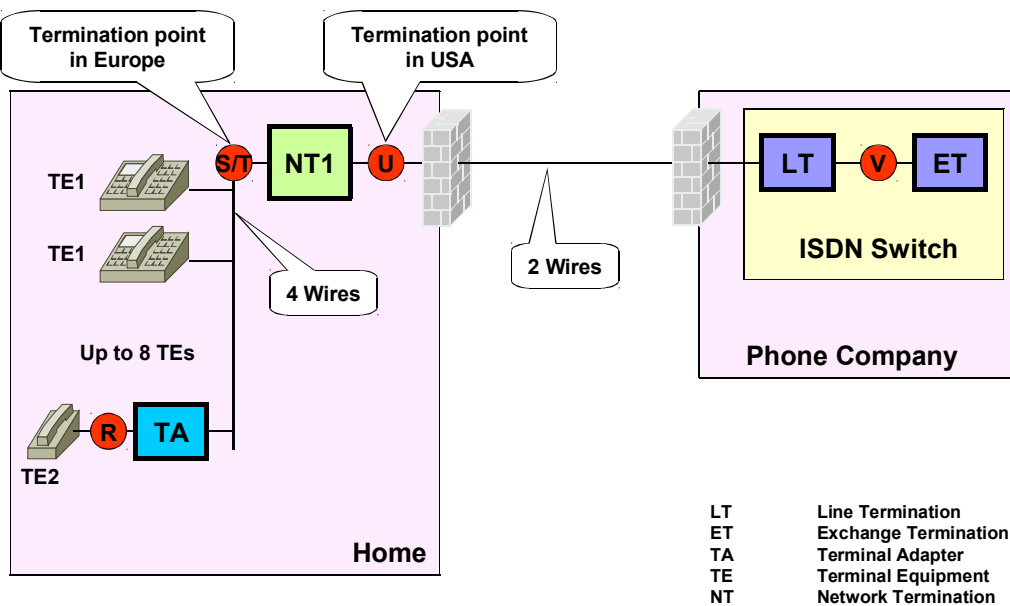 Termination point
in Europe
Termination point
in USA
TE1
S/T
NT1
U
LT
V
ET
TE1
ISDN Switch
2 Wires
4 Wires
Up to 8 TEs
Phone Company
R
TA
TE2
Home
LT Line Termination
ET Exchange Termination
TA Terminal Adapter
TE Terminal Equipment
NT Network Termination